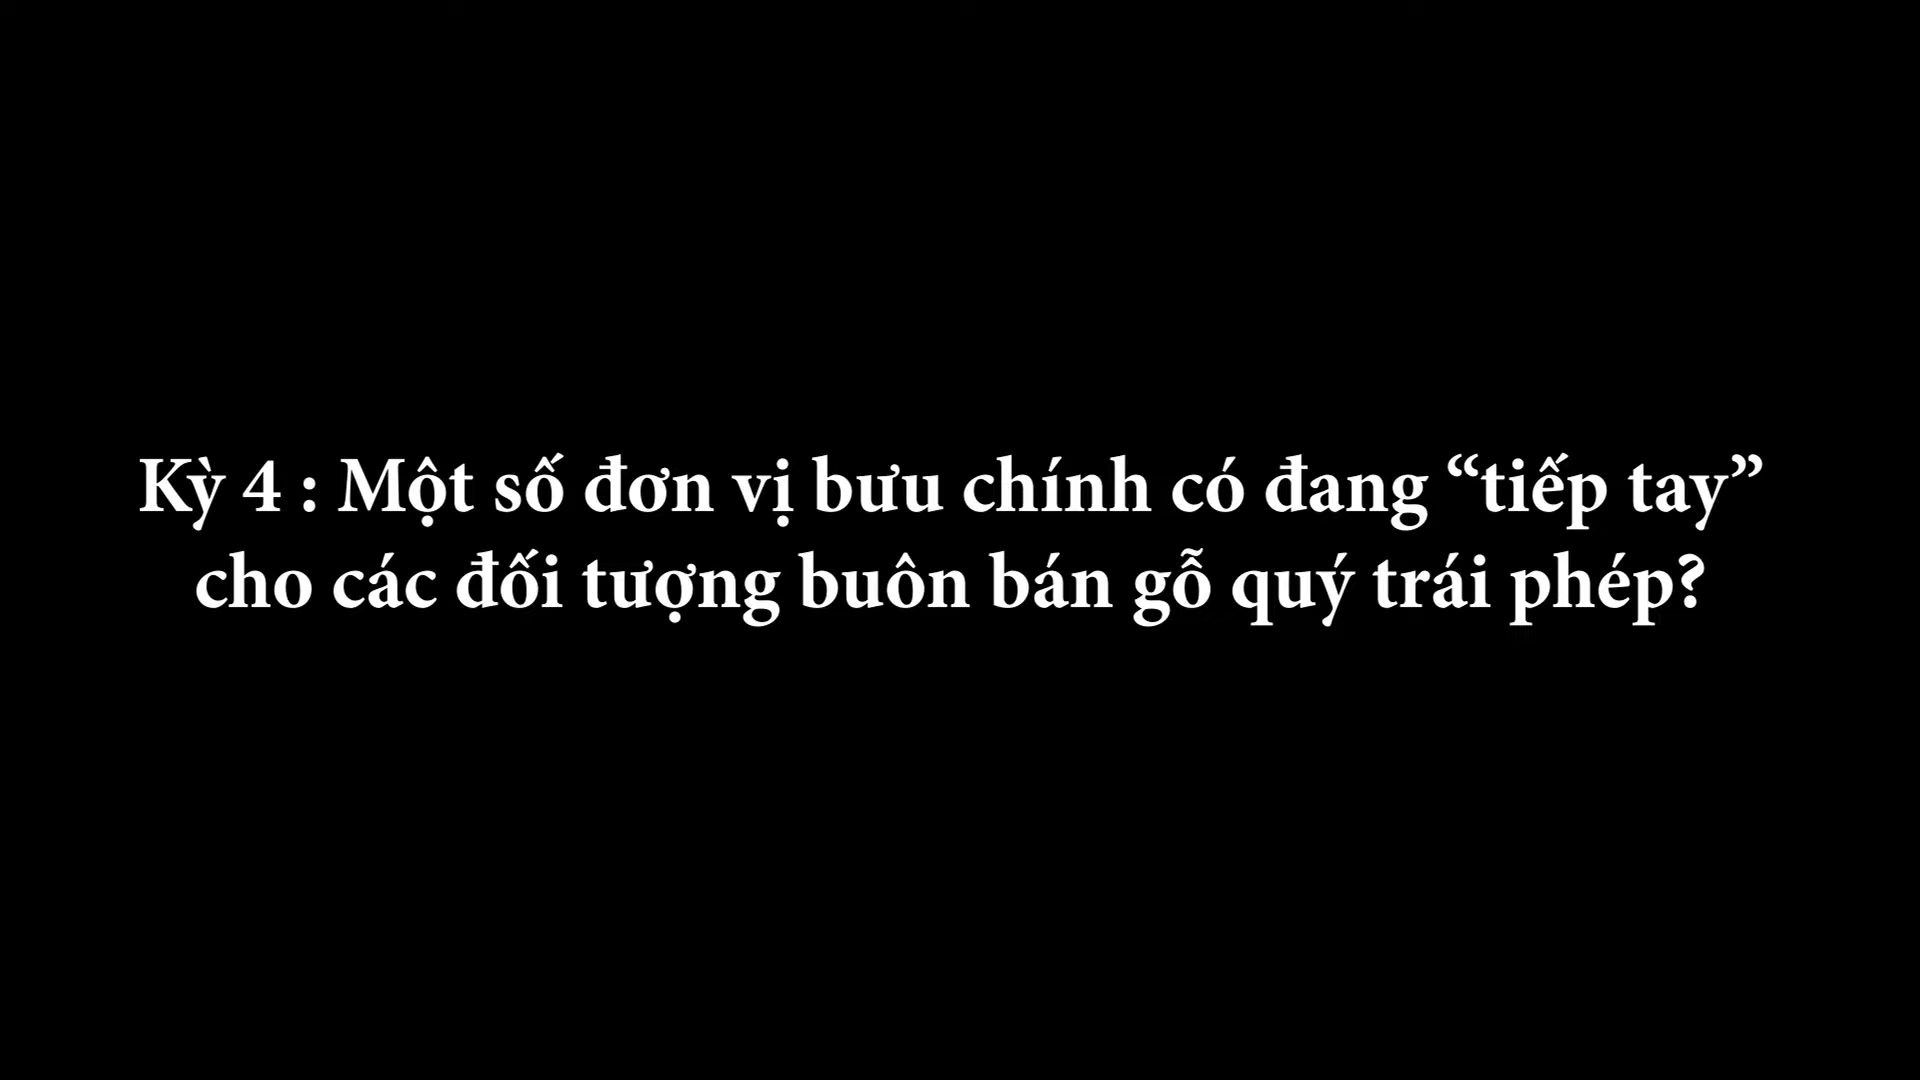 Kỳ 4 : Một số đơn vị bưu chính có đang “tiếp tay”
cho các đối tượng buôn bán gỗ quý trái phép?